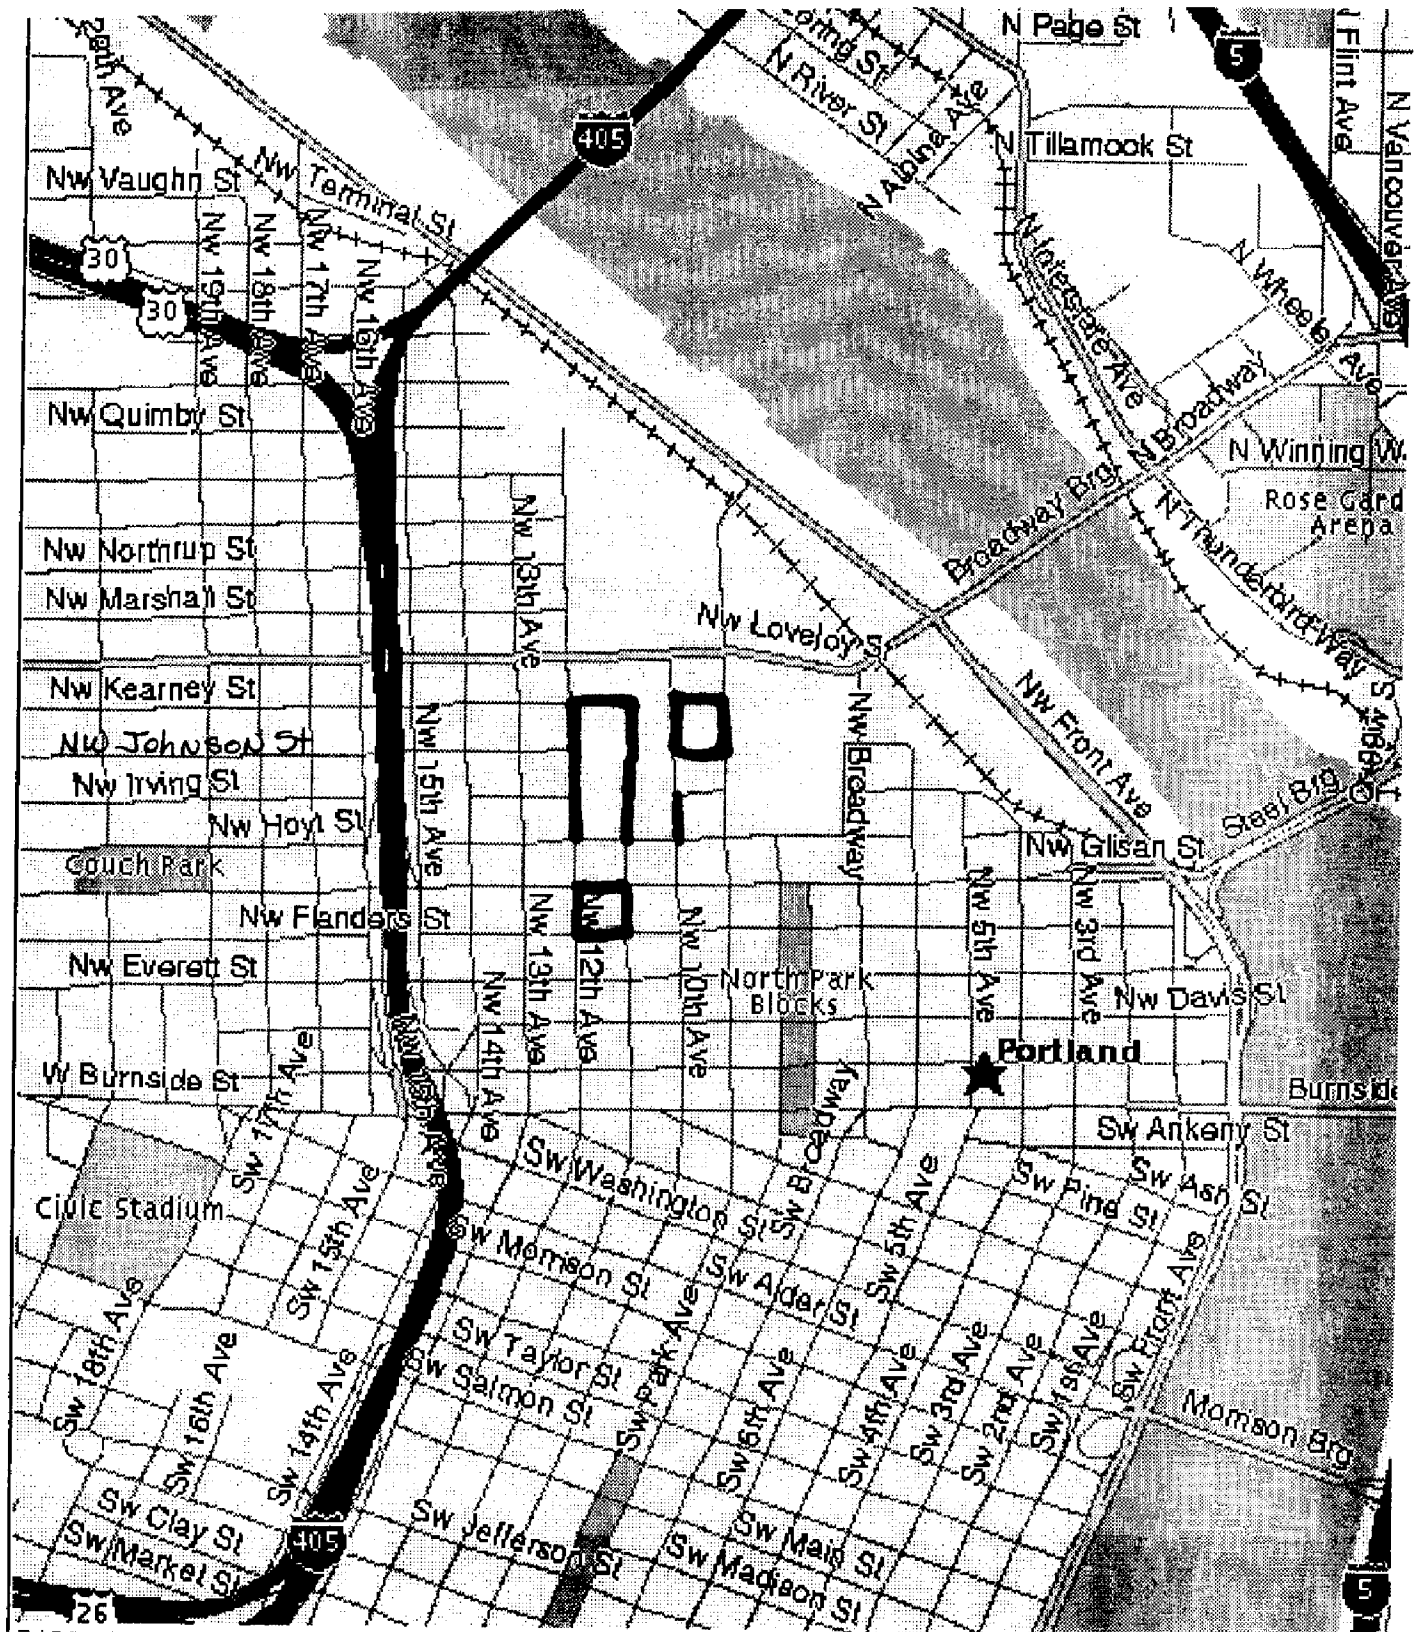 N Page St
oring St
5
N Flint Ave
N River St
28th Ave
405
N Albina Ave
N Tillamook St
N Vancouver Ave
Nw Vaughn St
Nw Terminal St
30
30
Nw 19th Ave
Nw 18th Ave
Nw 17th Ave
Nw 16th Ave
N Interstate Ave
N Wheeler Ave
Nw Quimby St
N Broadway
N Winning W
Rose Gard
Arena
Broadway Brg
N Thunderbird Way
Nw Northrup St
Nw 13th Ave
Nw Marshall St
Nw Lovejoy S
Nw Kearney St
NW JOHNSON St
Nw 15th Ave
Nw Broadway
Nw Front Ave
Nw Irving St
Nw Hoyt St
Steel Brg
Nw Glisan St
Couch Park
Nw Flanders St
Nw 13th Ave
Nw 12th Ave
Nw 10th Ave
Nw 5th Ave
Nw 3rd Ave
Nw Everett St
Nw 14th Ave
North Park
Blocks
Nw Davis St
Portland
W Burnside St
Burnside
Sw Ankeny St
Sw 17th Ave
Sw Broadway
Sw Washington St
Sw 5th Ave
Sw Pine St
Sw Ash St
Civic Stadium
Sw 15th Ave
Sw Morrison St
Sw Alder St
Sw Front Ave
Sw 18th Ave
Sw 16th Ave
Sw 14th Ave
Sw Taylor St
Sw Salmon St
Sw Park Ave
Sw 6th Ave
Sw 4th Ave
Sw 3rd Ave
Sw 2nd Ave
Sw 1st Ave
Morrison Brg
Sw Clay St
Sw Market St
405
Sw Jefferson St
Sw Main St
Sw Madison St
26
5